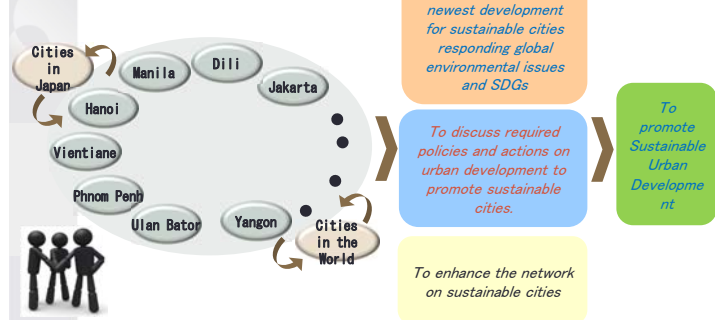 Cities
in
Japan
Manila
Dili
Jakarta
Hanoi
Vientiane
Phnom Penh
Ulan Bator
Yangon
Cities
in the
World
newest development
for sustainable cities
responding global
environmental issues
and SDGs
To discuss required
policies and actions on
urban development to
promote sustainable
cities.
To enhance the network
on sustainable cities
To
promote
Sustainable
Urban
Developme
nt